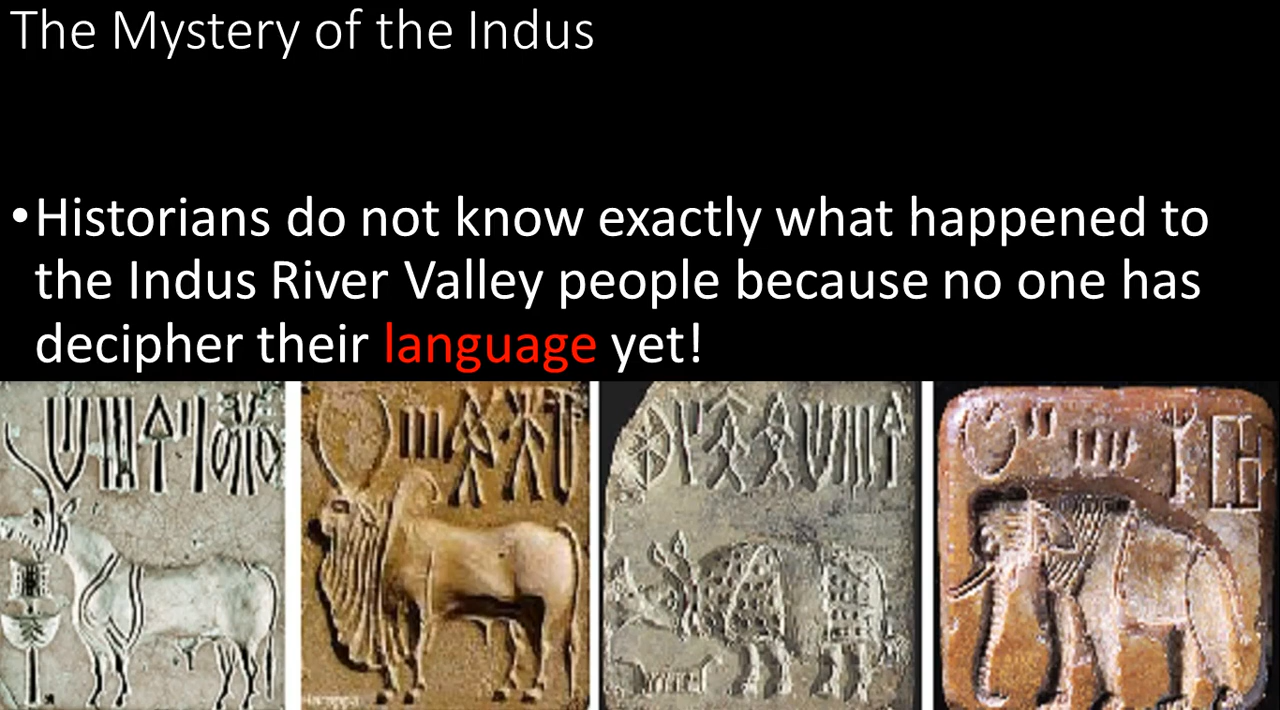 The Mystery of the Indus
•Historians do not know exactly what happened to
the Indus River Valley people because no one has
decipher their language yet!